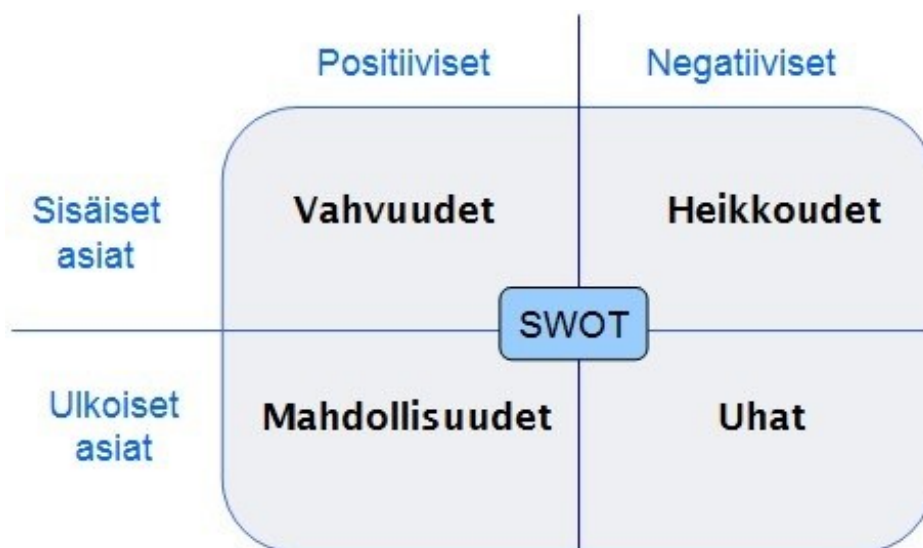 Positiiviset Negatiiviset
Sisäiset
asiat
Vahvuudet Heikkoudet
SWOT
Ulkoiset
asiat
Mahdollisuudet Uhat